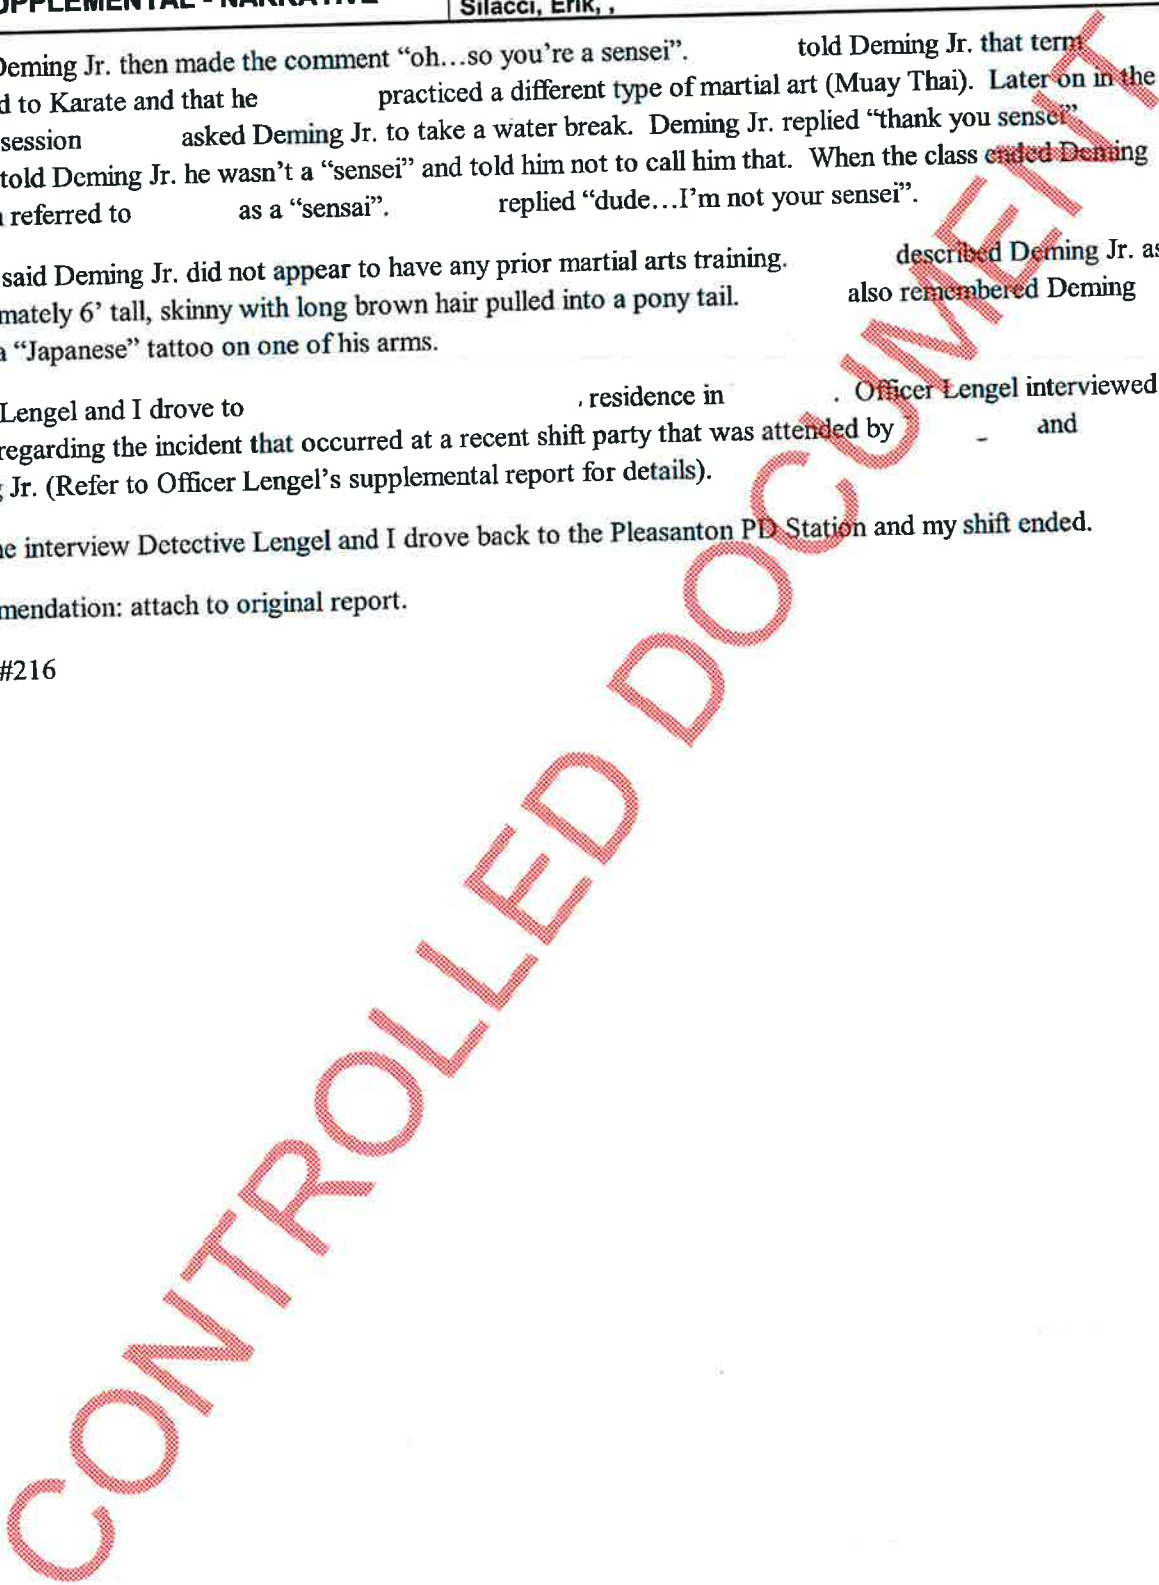 SUPPLEMENTAL - NARRATIVE
Silacci, Erik, ,
Deming Jr. then made the comment “oh…so you’re a sensei”. told Deming Jr. that term
d to Karate and that he practiced a different type of martial art (Muay Thai). Later on in the
session asked Deming Jr. to take a water break. Deming Jr. replied “thank you sensei”.
told Deming Jr. he wasn’t a “sensei” and told him not to call him that. When the class ended Deming
referred to as a “sensai”. replied “dude…I’m not your sensei”.
said Deming Jr. did not appear to have any prior martial arts training. described Deming Jr. as
mately 6’ tall, skinny with long brown hair pulled into a pony tail. also remembered Deming
a “Japanese” tattoo on one of his arms.
Lengel and I drove to , residence in . Officer Lengel interviewed
regarding the incident that occurred at a recent shift party that was attended by and
Jr. (Refer to Officer Lengel’s supplemental report for details).
he interview Detective Lengel and I drove back to the Pleasanton PD Station and my shift ended.
mendation: attach to original report.
#216
CONTROLLED DOCUMENT